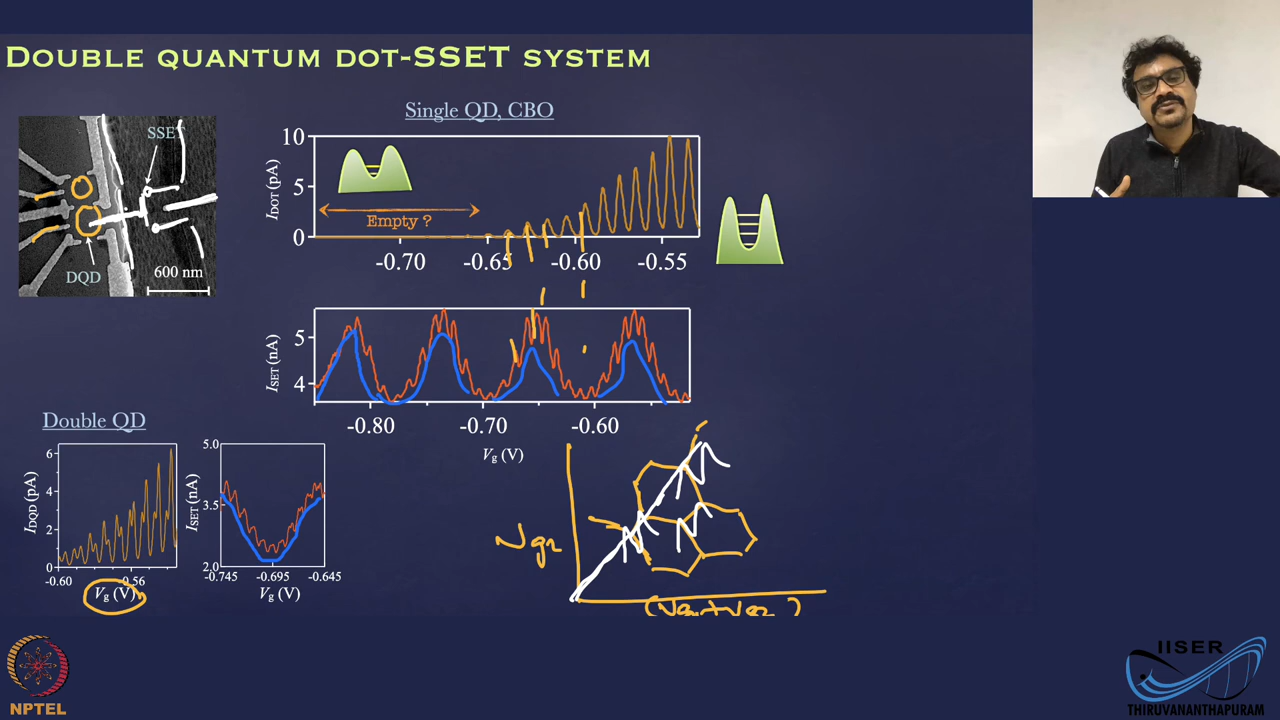 DOUBLE QUANTUM DOT-SSET SYSTEM
SSET
DQD
600 nm
Single QD, CBO
I_DOT (pA)
10
5
0
Empty ?
-0.70
-0.65
-0.60
-0.55
I_SET (nA)
5
4
-0.80
-0.70
-0.60
V_g (V)
Double QD
I_DQD (pA)
6
4
2
0
-0.60
-0.56
V_g (V)
I_SET (nA)
5.0
3.5
2.0
-0.745
-0.695
-0.645
V_g (V)
NPTEL
IISER
THIRUVANANTHAPURAM